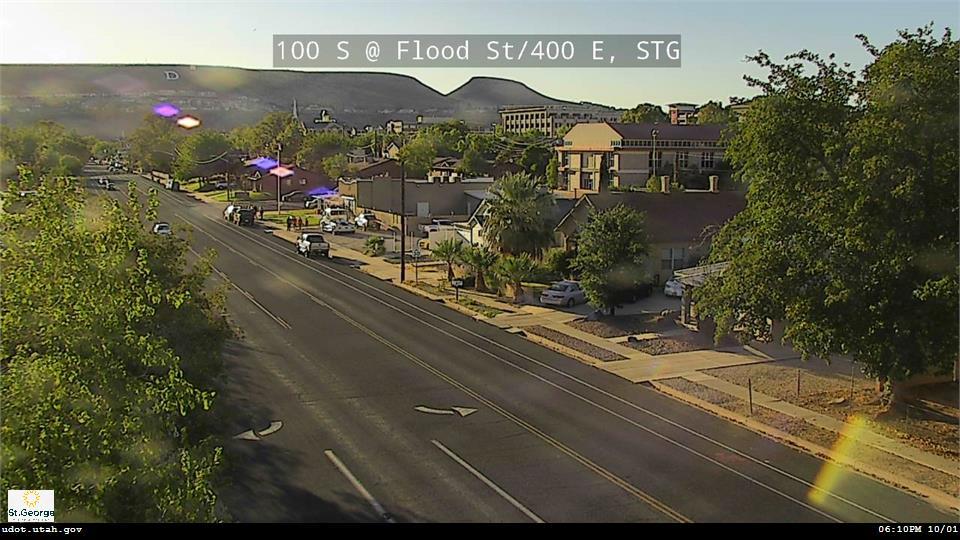 100 S @ Flood St/400 E, STG
D
St.George
udot.utah.gov
06:10PM 10/01